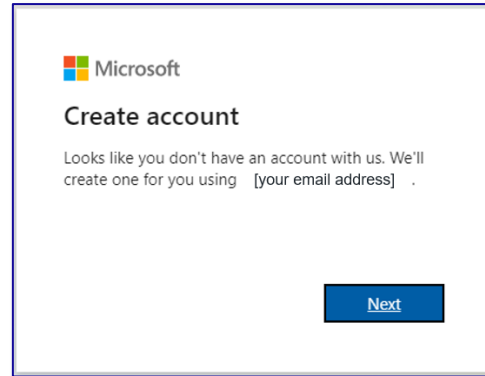 Microsoft
Create account
Looks like you don't have an account with us. We'll
create one for you using [your email address] .
Next